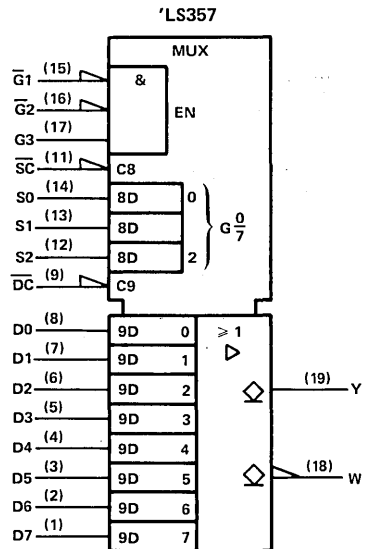 'LS357
MUX
G1 (15) &
G2 (16) EN
G3 (17)
SC (11) C8
S0 (14) 8D 0
S1 (13) 8D G 0/7
S2 (12) 8D 2
DC (9) C9
D0 (8) 9D 0 ≥ 1
D1 (7) 9D 1
D2 (6) 9D 2 (19) Y
D3 (5) 9D 3
D4 (4) 9D 4
D5 (3) 9D 5 (18) W
D6 (2) 9D 6
D7 (1) 9D 7